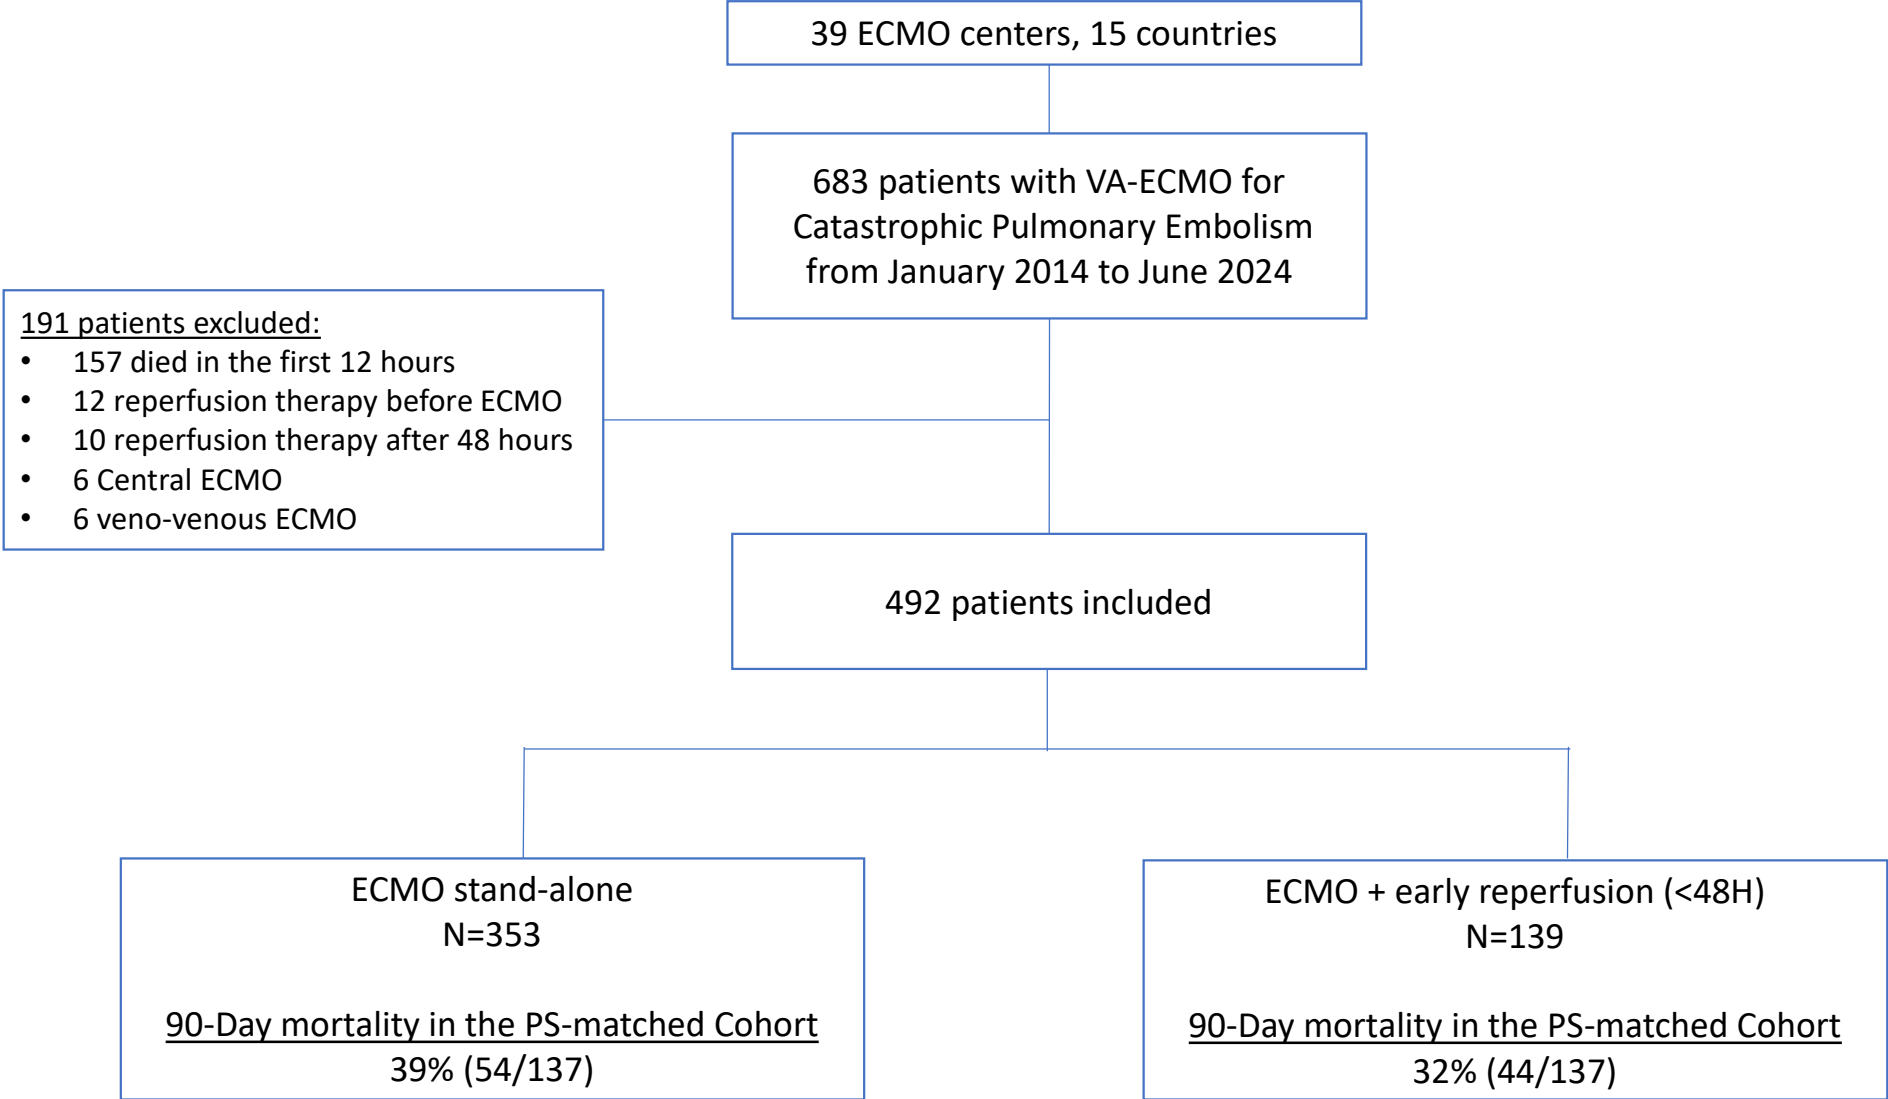 39 ECMO centers, 15 countries
683 patients with VA-ECMO for
Catastrophic Pulmonary Embolism
from January 2014 to June 2024
191 patients excluded:
• 157 died in the first 12 hours
• 12 reperfusion therapy before ECMO
• 10 reperfusion therapy after 48 hours
• 6 Central ECMO
• 6 veno-venous ECMO
492 patients included
ECMO stand-alone
N=353
90-Day mortality in the PS-matched Cohort
39% (54/137)
ECMO + early reperfusion (<48H)
N=139
90-Day mortality in the PS-matched Cohort
32% (44/137)